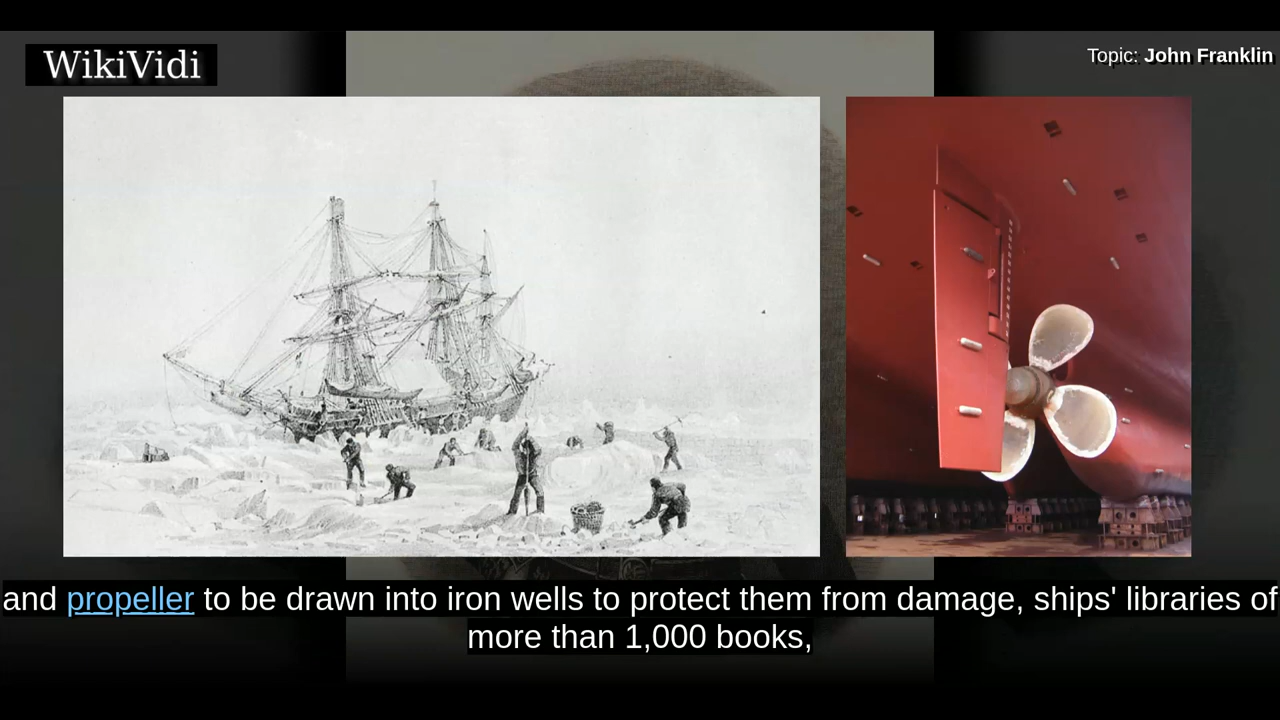 WikiVidi
Topic: John Franklin
and propeller to be drawn into iron wells to protect them from damage, ships' libraries of
more than 1,000 books,